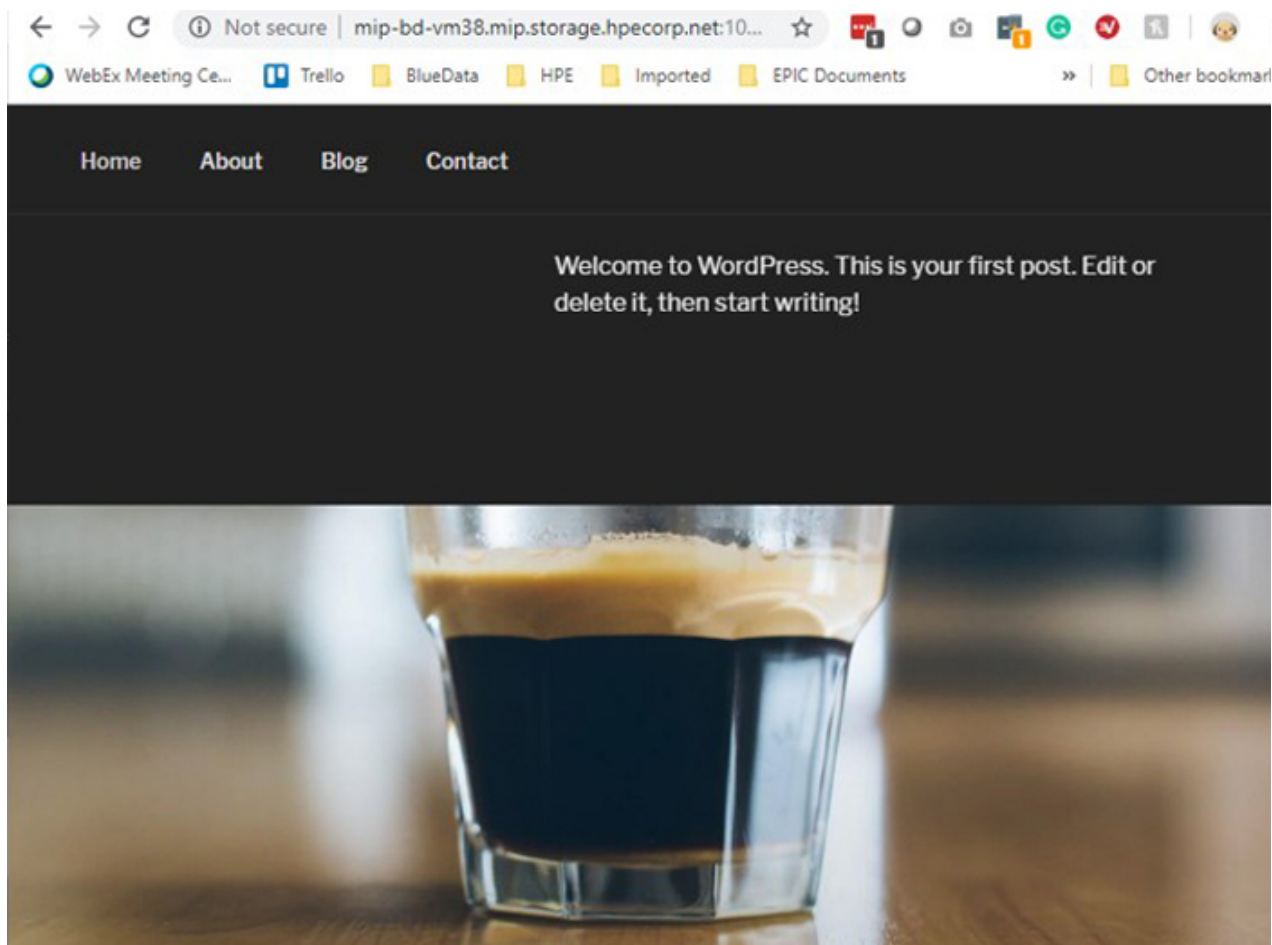 Not secure | mip-bd-vm38.mip.storage.hpecorp.net:10...
1
1
WebEx Meeting Ce... Trello BlueData HPE Imported EPIC Documents » Other bookmar
Home About Blog Contact
Welcome to WordPress. This is your first post. Edit or
delete it, then start writing!